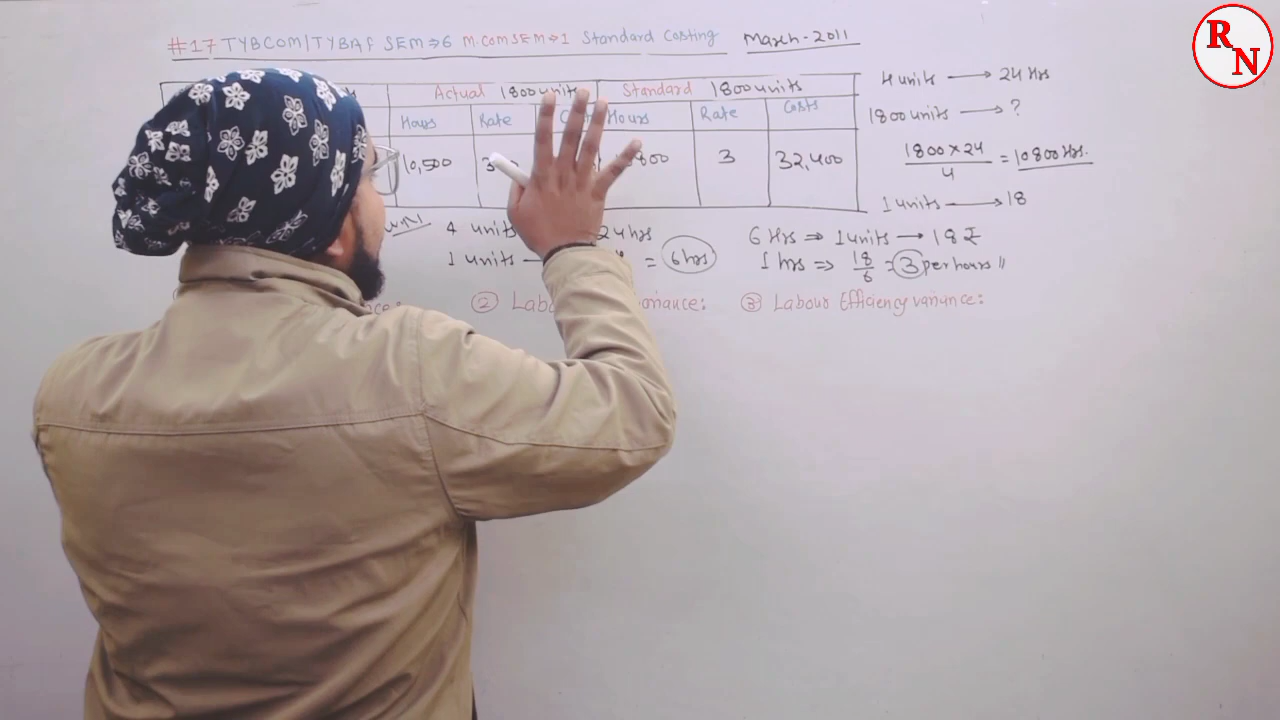 #17 TYBCOM/TYBAF SEM⇒6 M.COM SEM⇒1 Standard Costing March-2011
RN
Actual 1800 units Standard 1800 units
Hours Rate Hours Rate Costs
10,500 3 32,400
4 units → 24 Hrs
1800 units → ?
1800 × 24 / 4 = 10800 Hrs.
1 units → 18
4 units 24 hrs
1 units = 6 hrs
6 Hrs ⇒ 1 units → 18 ₹
1 hrs ⇒ 18/6 = 3 per hours //
② variance: ③ Labour Efficiency variance: